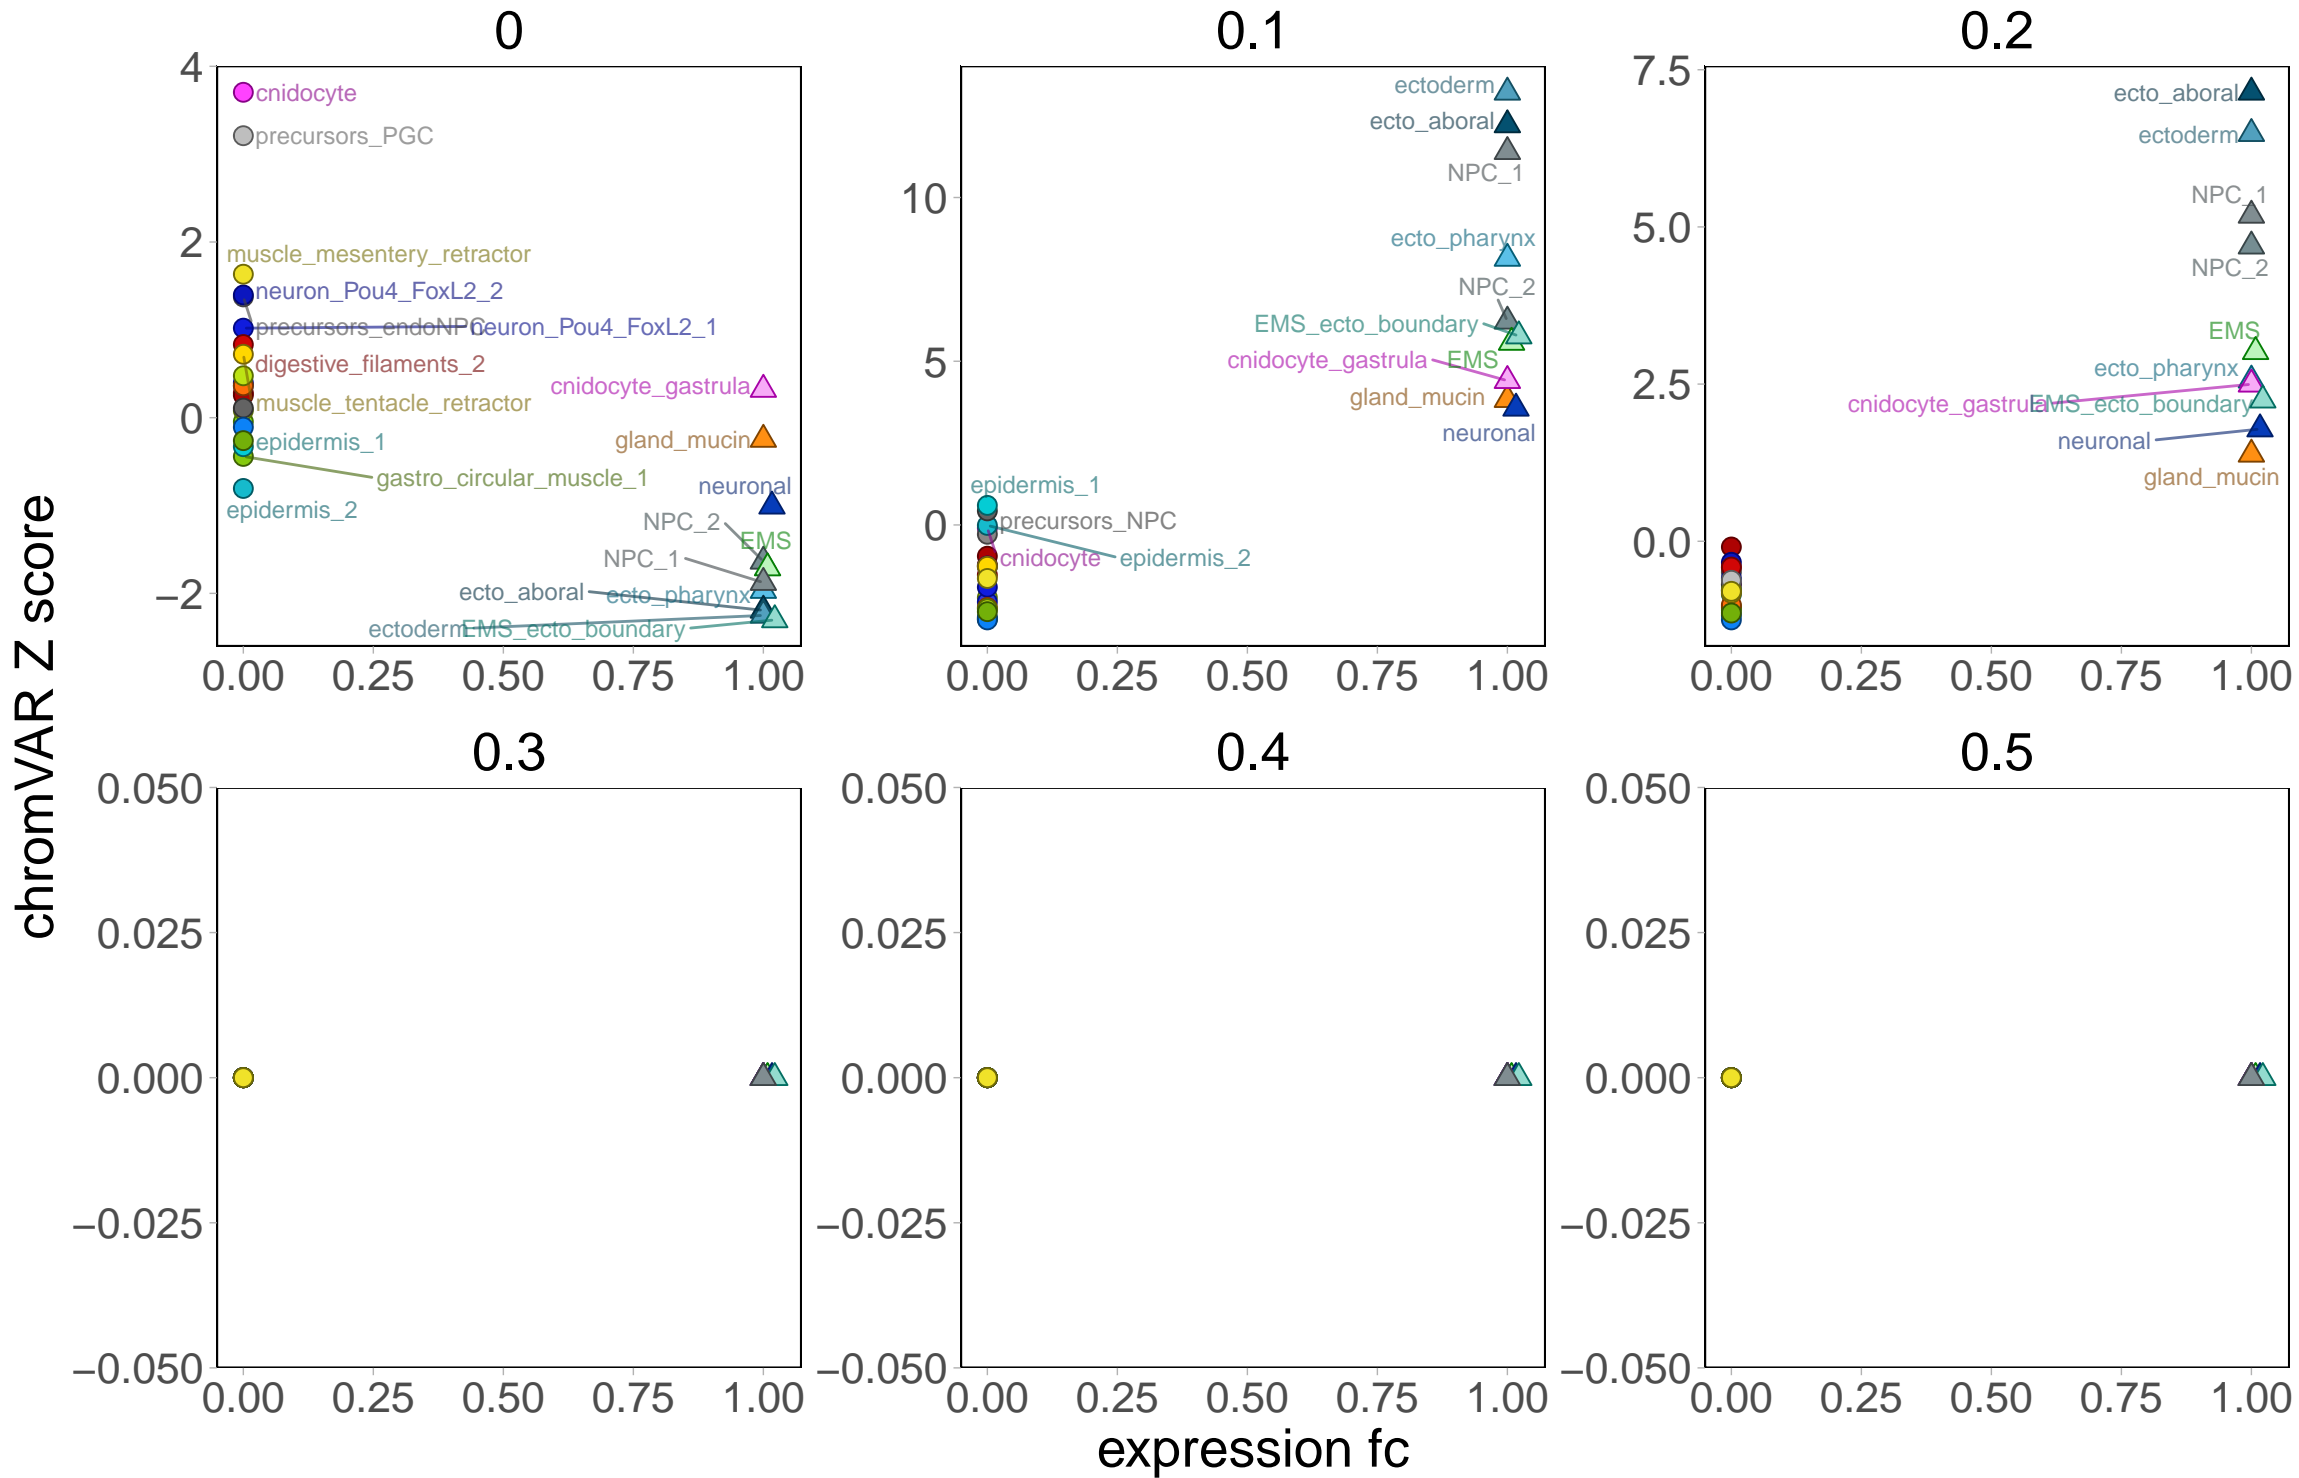 0
0.1
0.2
4
2
0
−2
cnidocyte
precursors_PGC
muscle_mesentery_retractor
neuron_Pou4_FoxL2_2
precursors_endoNPC
neuron_Pou4_FoxL2_1
digestive_filaments_2
cnidocyte_gastrula
muscle_tentacle_retractor
epidermis_1
gland_mucin
gastro_circular_muscle_1
neuronal
epidermis_2
NPC_2
EMS
NPC_1
ecto_aboral
ecto_pharynx
ectoderm
EMS_ecto_boundary
0.00 0.25 0.50 0.75 1.00
10
5
0
ectoderm
ecto_aboral
NPC_1
ecto_pharynx
NPC_2
EMS_ecto_boundary
cnidocyte_gastrula
EMS
gland_mucin
neuronal
epidermis_1
precursors_NPC
cnidocyte
epidermis_2
0.00 0.25 0.50 0.75 1.00
7.5
5.0
2.5
0.0
ecto_aboral
ectoderm
NPC_1
NPC_2
EMS
ecto_pharynx
cnidocyte_gastrula
EMS_ecto_boundary
neuronal
gland_mucin
0.00 0.25 0.50 0.75 1.00
chromVAR Z score
0.3
0.4
0.5
0.050
0.025
0.000
−0.025
−0.050
0.00 0.25 0.50 0.75 1.00
0.050
0.025
0.000
−0.025
−0.050
0.00 0.25 0.50 0.75 1.00
0.050
0.025
0.000
−0.025
−0.050
0.00 0.25 0.50 0.75 1.00
expression fc